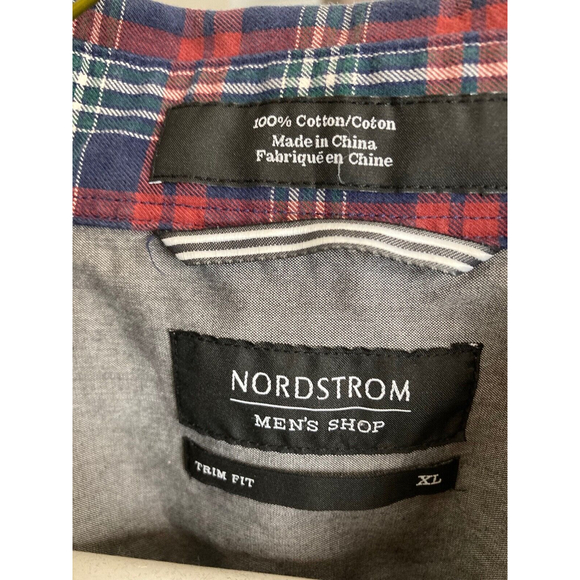 100% Cotton/Coton
Made in China
Fabriqué en Chine
NORDSTROM
MEN'S SHOP
TRIM FIT XL